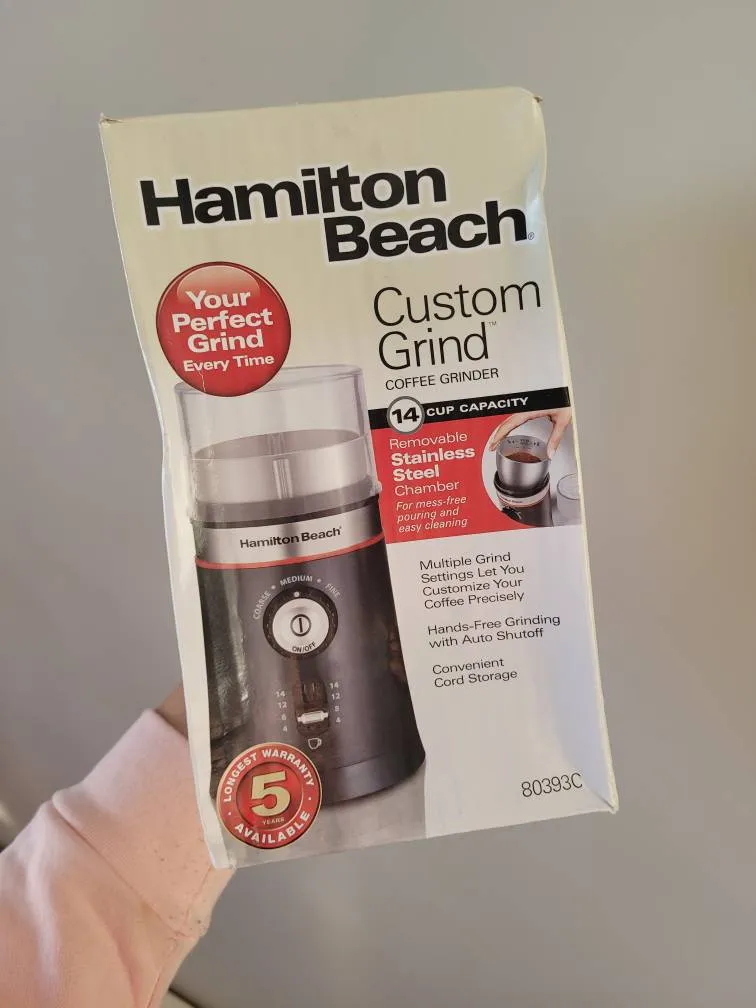 Hamilton
Beach®
Your
Perfect
Grind
Every Time
Custom
Grind™
COFFEE GRINDER
14 CUP CAPACITY
Removable
Stainless
Steel
Chamber
For mess-free
pouring and
easy cleaning
Hamilton Beach®
COARSE • MEDIUM • FINE
ON/OFF
14 14
12 12
8 8
4 4
Multiple Grind
Settings Let You
Customize Your
Coffee Precisely
Hands-Free Grinding
with Auto Shutoff
Convenient
Cord Storage
LONGEST WARRANTY
5
YEARS
AVAILABLE
80393C